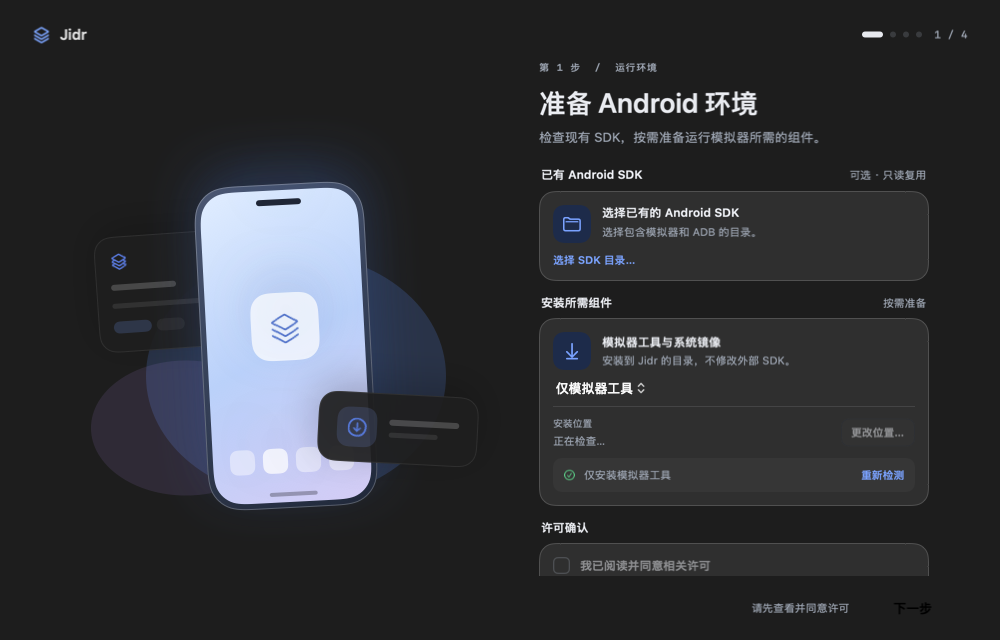 Jidr
1 / 4
第 1 步 / 运行环境
准备 Android 环境
检查现有 SDK，按需准备运行模拟器所需的组件。
已有 Android SDK
可选 · 只读复用
选择已有的 Android SDK
选择包含模拟器和 ADB 的目录。
选择 SDK 目录...
安装所需组件
按需准备
模拟器工具与系统镜像
安装到 Jidr 的目录，不修改外部 SDK。
仅模拟器工具
安装位置
正在检查...
更改位置...
仅安装模拟器工具
重新检测
许可确认
我已阅读并同意相关许可
请先查看并同意许可
下一步